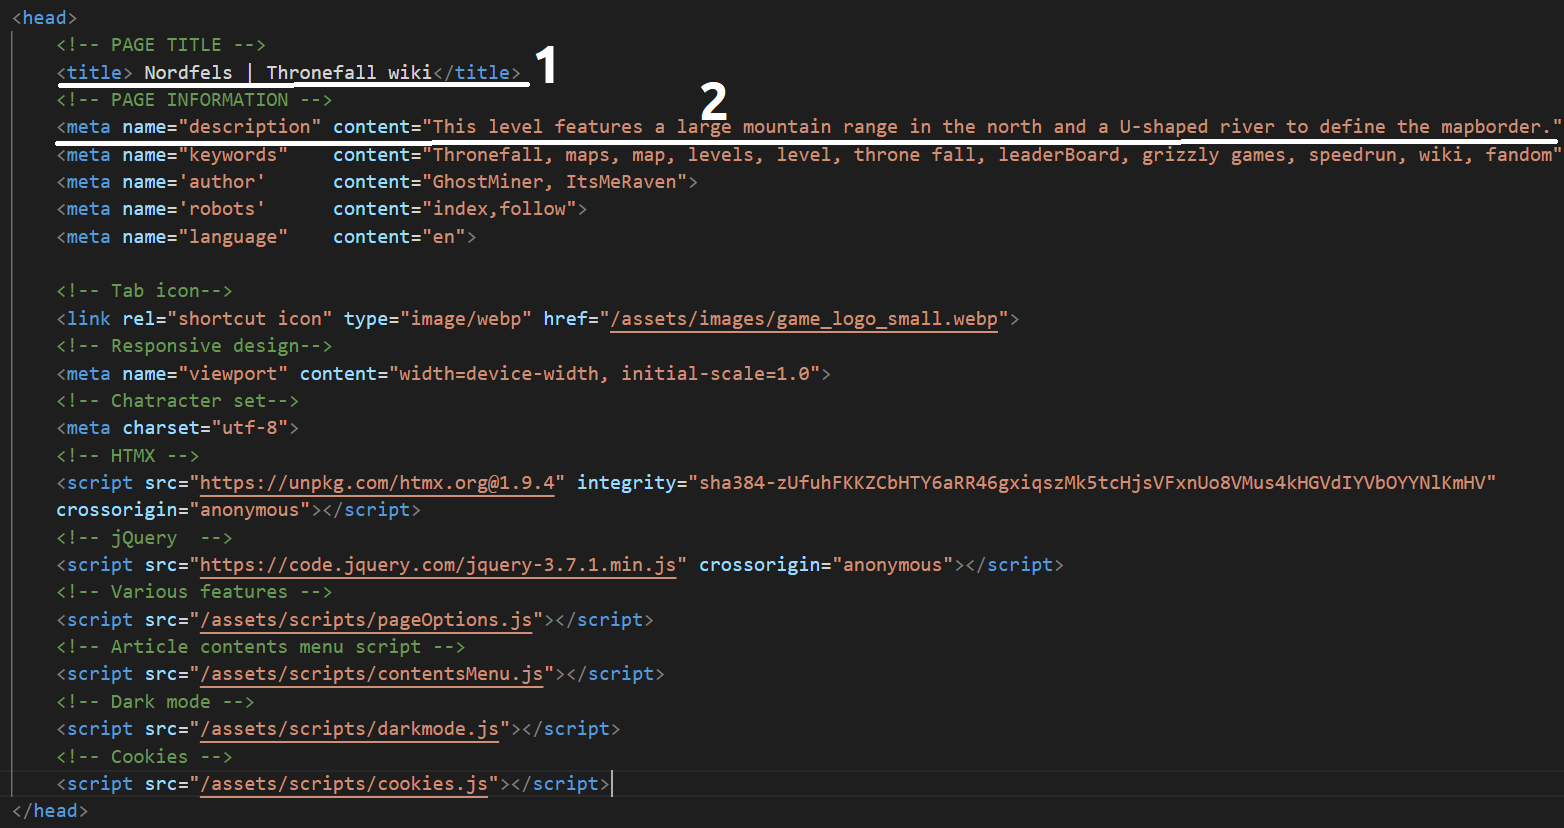 <head>
<!-- PAGE TITLE -->
<title> Nordfels | Thronefall wiki</title> 1
<!-- PAGE INFORMATION --> 2
<meta name="description" content="This level features a large mountain range in the north and a U-shaped river to define the mapborder."
<meta name="keywords" content="Thronefall, maps, map, levels, level, throne fall, leaderBoard, grizzly games, speedrun, wiki, fandom"
<meta name='author' content="GhostMiner, ItsMeRaven">
<meta name='robots' content="index,follow">
<meta name="language" content="en">
<!-- Tab icon-->
<link rel="shortcut icon" type="image/webp" href="/assets/images/game_logo_small.webp">
<!-- Responsive design-->
<meta name="viewport" content="width=device-width, initial-scale=1.0">
<!-- Chatracter set-->
<meta charset="utf-8">
<!-- HTMX -->
<script src="https://unpkg.com/htmx.org@1.9.4" integrity="sha384-zUfuhFKKZCbHTY6aRR46gxiqszMk5tcHjsVFxnUo8VMus4kHGVdIYVbOYYNlKmHV"
crossorigin="anonymous"></script>
<!-- jQuery -->
<script src="https://code.jquery.com/jquery-3.7.1.min.js" crossorigin="anonymous"></script>
<!-- Various features -->
<script src="/assets/scripts/pageOptions.js"></script>
<!-- Article contents menu script -->
<script src="/assets/scripts/contentsMenu.js"></script>
<!-- Dark mode -->
<script src="/assets/scripts/darkmode.js"></script>
<!-- Cookies -->
<script src="/assets/scripts/cookies.js"></script>
</head>